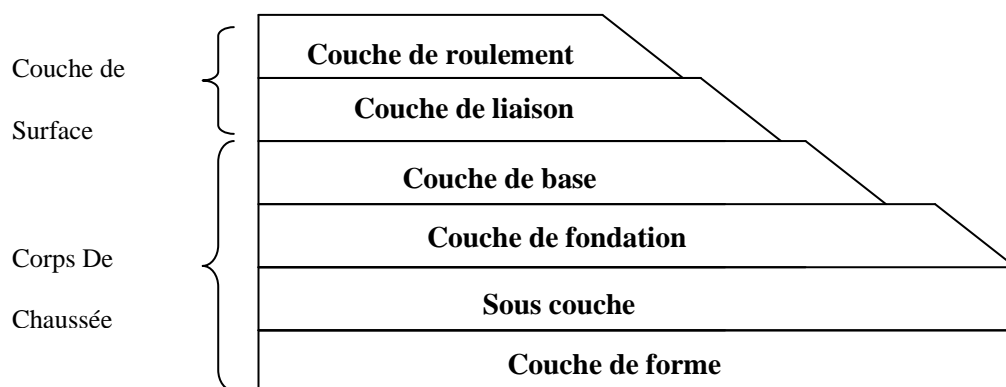 Couche de roulement
Couche de
Couche de liaison
Surface
Couche de base
Couche de fondation
Corps De
Sous couche
Chaussée
Couche de forme